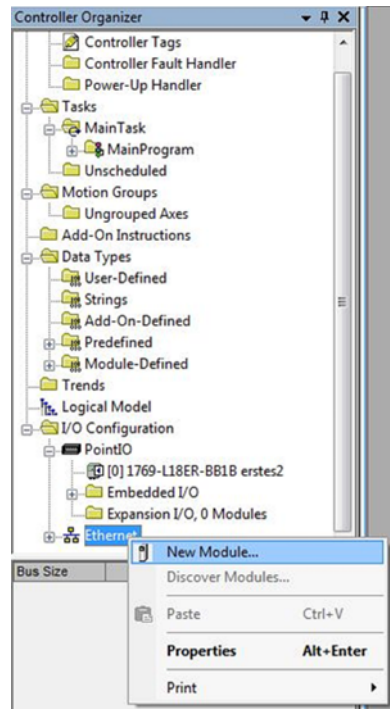 Controller Organizer
Controller Tags
Controller Fault Handler
Power-Up Handler
Tasks
MainTask
MainProgram
Unscheduled
Motion Groups
Ungrouped Axes
Add-On Instructions
Data Types
User-Defined
Strings
Add-On-Defined
Predefined
Module-Defined
Trends
Logical Model
I/O Configuration
PointIO
[0] 1769-L18ER-BB1B erstes2
Embedded I/O
Expansion I/O, 0 Modules
Ethernet
New Module...
Bus Size
Discover Modules...
Paste Ctrl+V
Properties Alt+Enter
Print